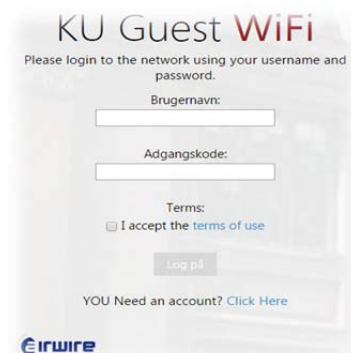 KU Guest WiFi
Please login to the network using your username and
password.
Brugernavn:
Adgangskode:
Terms:
I accept the terms of use
Log på
YOU Need an account? Click Here
airwire